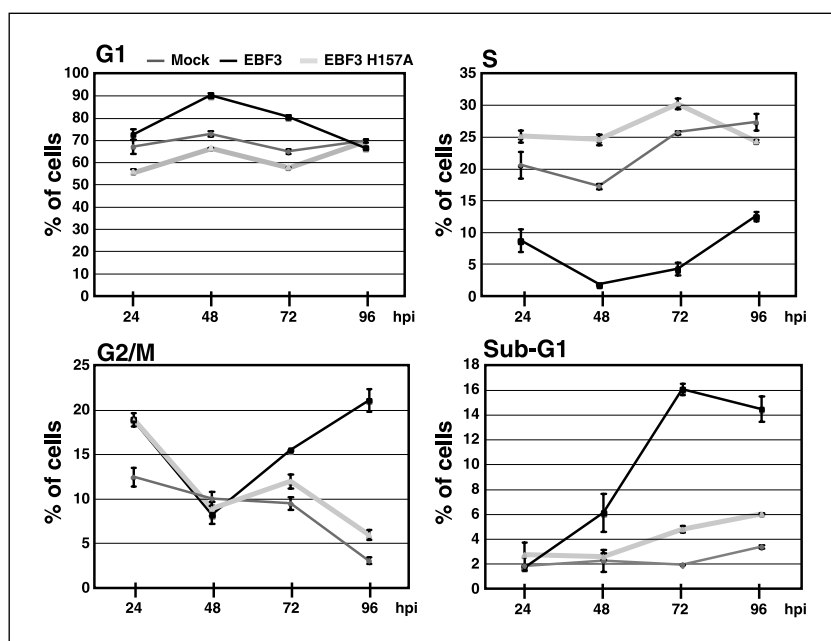 G1
Mock EBF3 EBF3 H157A
% of cells
100
90
80
70
60
50
40
30
20
10
0
24 48 72 96 hpi
S
% of cells
35
30
25
20
15
10
5
0
24 48 72 96 hpi
G2/M
% of cells
25
20
15
10
5
0
24 48 72 96 hpi
Sub-G1
% of cells
18
16
14
12
10
8
6
4
2
0
24 48 72 96 hpi